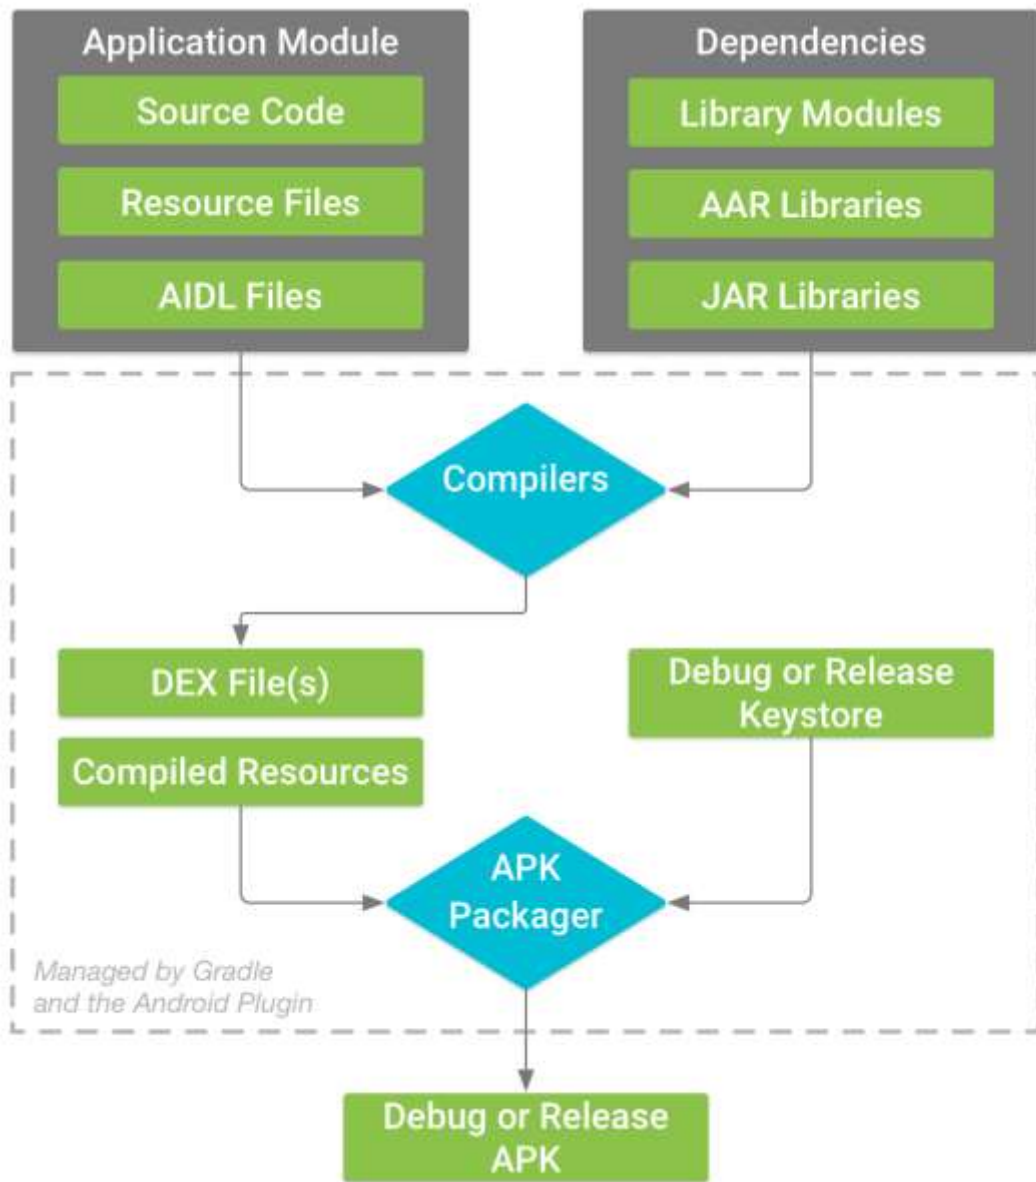 Application Module
Source Code
Resource Files
AIDL Files
Dependencies
Library Modules
AAR Libraries
JAR Libraries
Compilers
DEX File(s)
Compiled Resources
Debug or Release
Keystore
APK
Packager
Managed by Gradle
and the Android Plugin
Debug or Release
APK